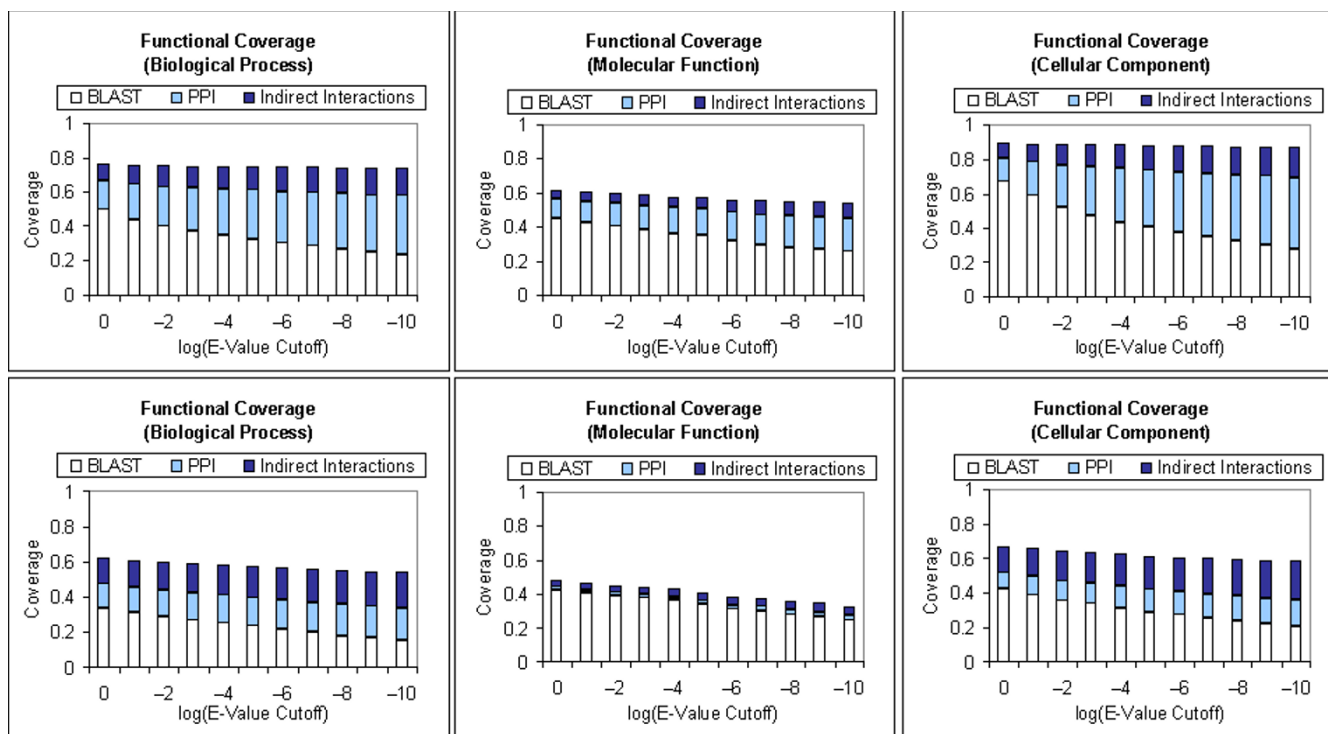 Functional Coverage
(Biological Process)
BLAST PPI Indirect Interactions
1
0.8
0.6
0.4
0.2
0
Coverage
0 –2 –4 –6 –8 –10
log(E-Value Cutoff)
Functional Coverage
(Molecular Function)
BLAST PPI Indirect Interactions
1
0.8
0.6
0.4
0.2
0
Coverage
0 –2 –4 –6 –8 –10
log(E-Value Cutoff)
Functional Coverage
(Cellular Component)
BLAST PPI Indirect Interactions
1
0.8
0.6
0.4
0.2
0
Coverage
0 –2 –4 –6 –8 –10
log(E-Value Cutoff)
Functional Coverage
(Biological Process)
BLAST PPI Indirect Interactions
1
0.8
0.6
0.4
0.2
0
Coverage
0 –2 –4 –6 –8 –10
log(E-Value Cutoff)
Functional Coverage
(Molecular Function)
BLAST PPI Indirect Interactions
1
0.8
0.6
0.4
0.2
0
Coverage
0 –2 –4 –6 –8 –10
log(E-Value Cutoff)
Functional Coverage
(Cellular Component)
BLAST PPI Indirect Interactions
1
0.8
0.6
0.4
0.2
0
Coverage
0 –2 –4 –6 –8 –10
log(E-Value Cutoff)